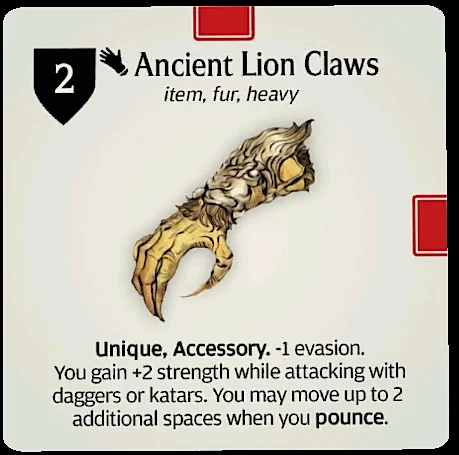 2
Ancient Lion Claws
item, fur, heavy
Unique, Accessory. -1 evasion.
You gain +2 strength while attacking with
daggers or katars. You may move up to 2
additional spaces when you pounce.